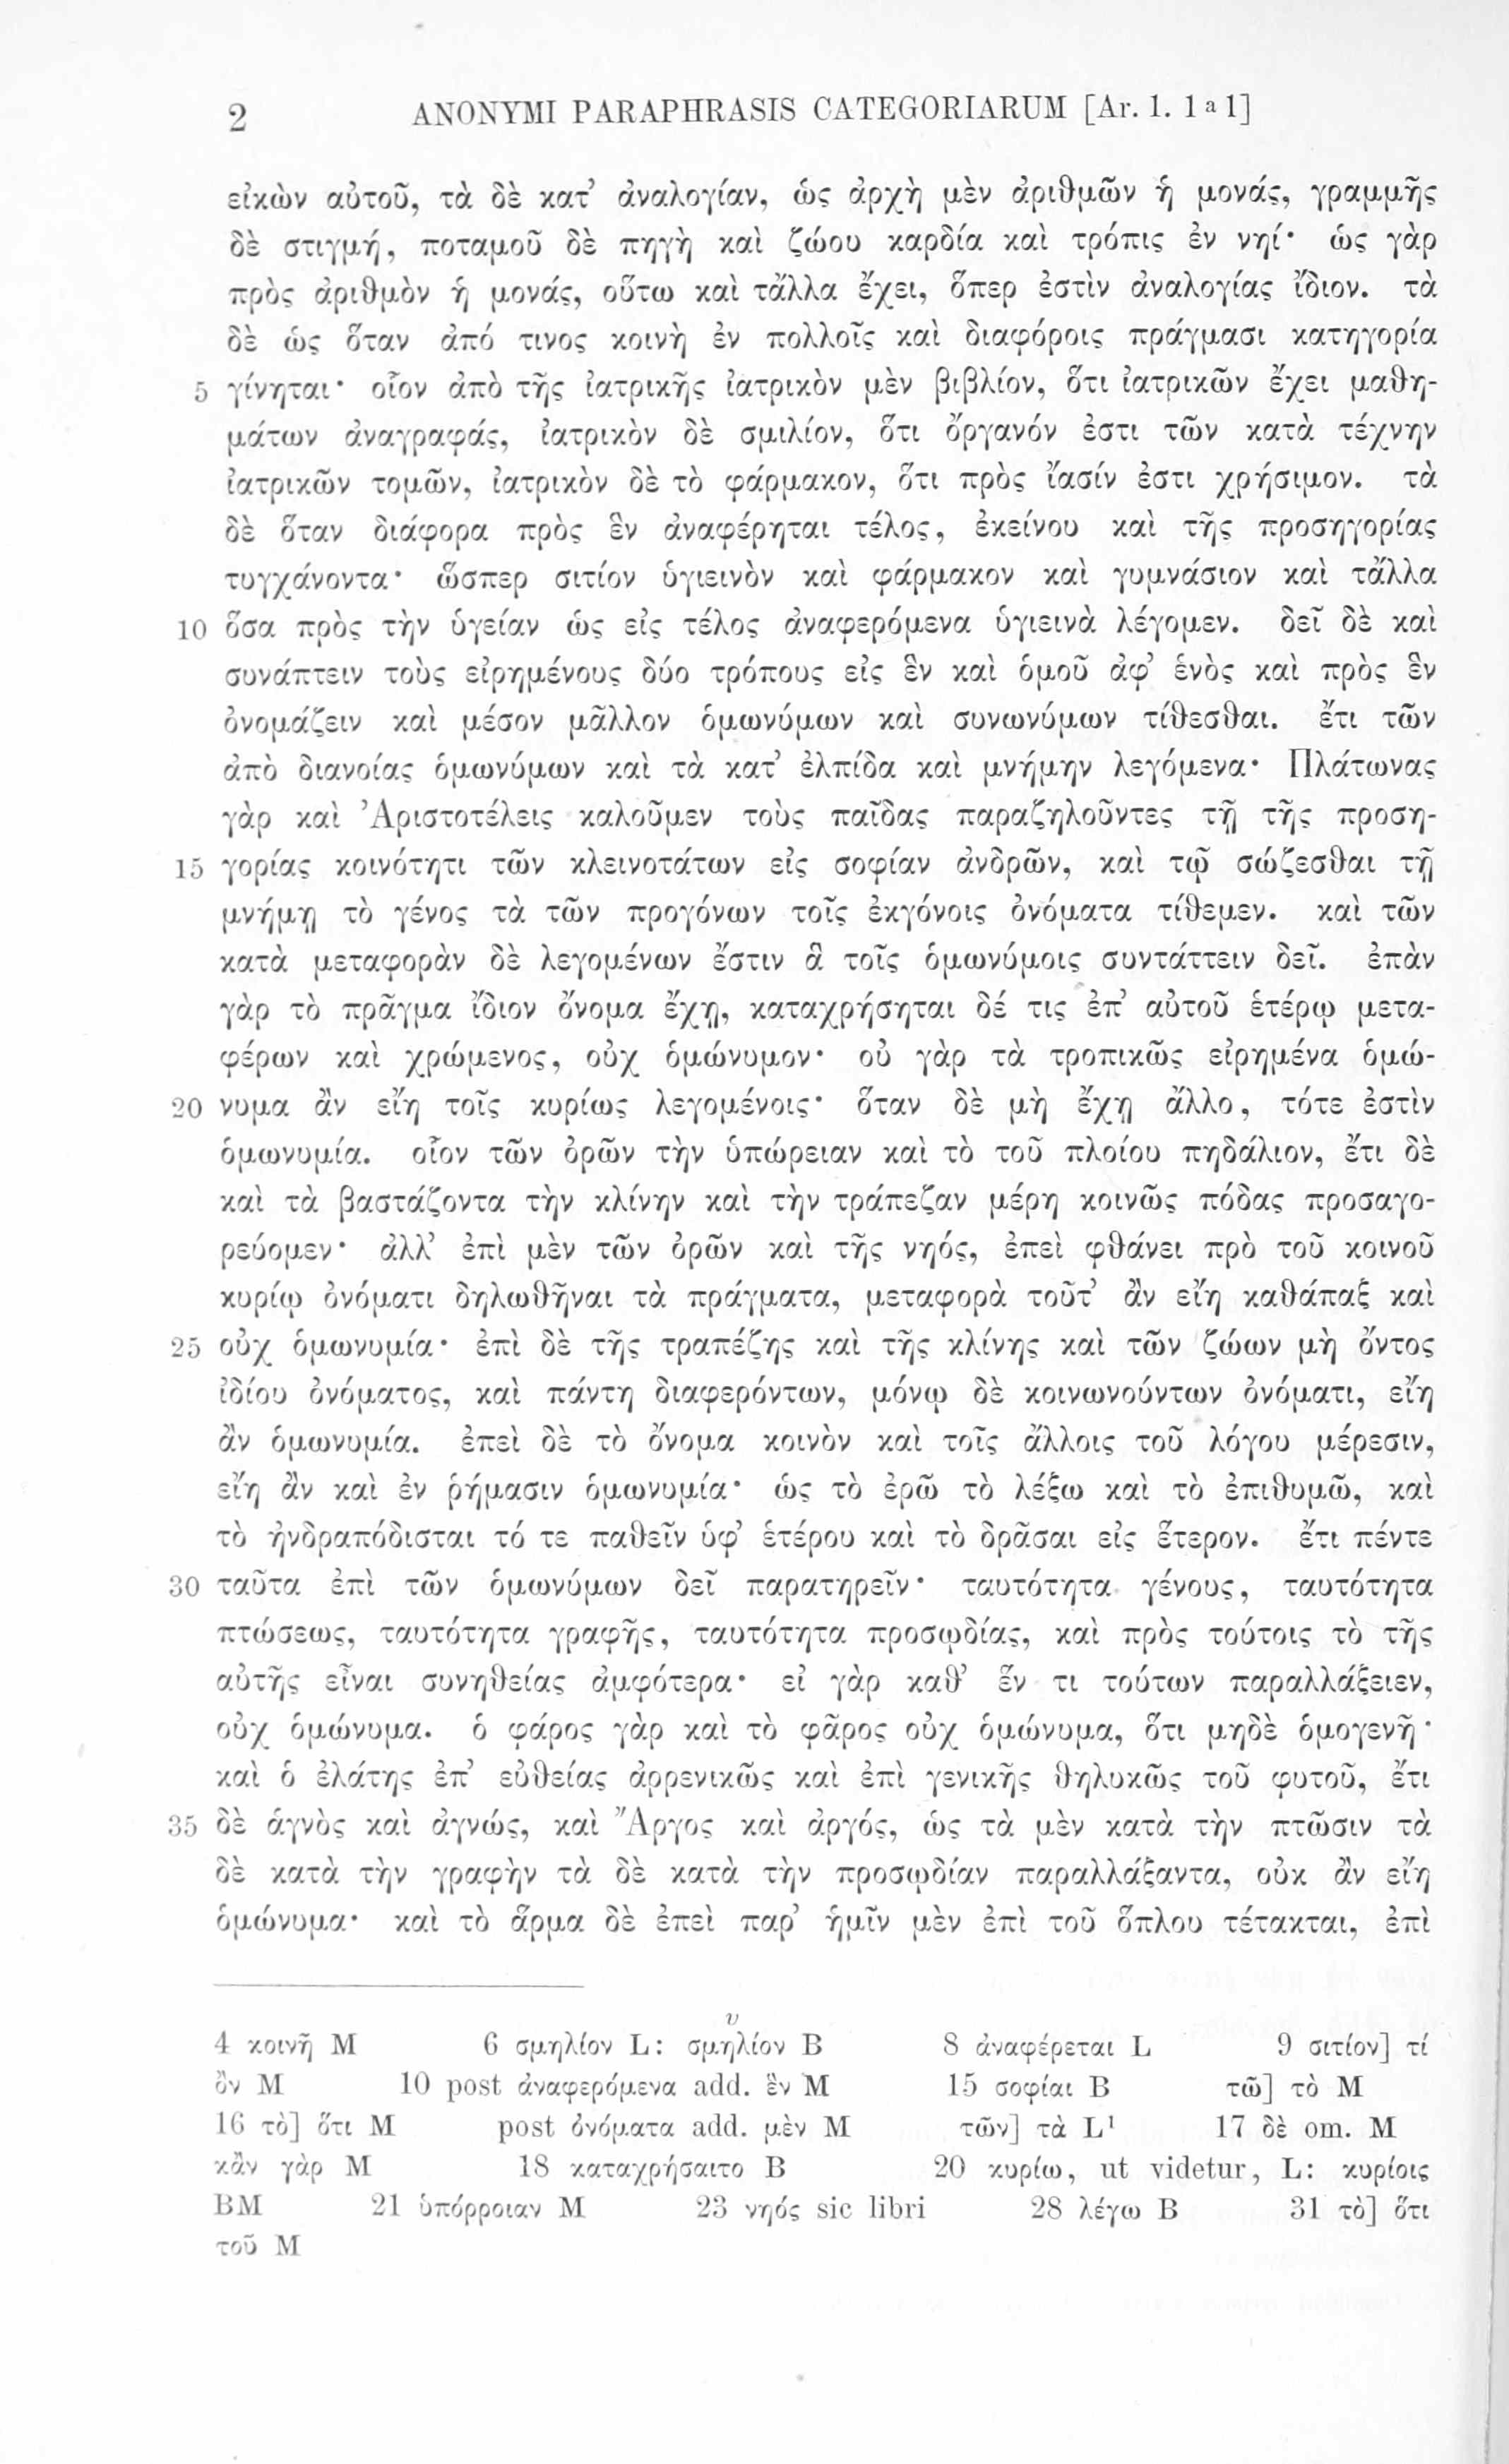 2 ANONYMI PARAPHRASIS CATEGORIARUM [Ar. 1. 1 a 1]
εἰκὼν αὐτοῦ, τὰ δὲ κατ’ ἀναλογίαν, ὡς ἀρχὴ μὲν ἀριθμῶν ἡ μονάς, γραμμῆς
δὲ στιγμή, ποταμοῦ δὲ πηγὴ καὶ ζώου καρδία καὶ τρόπις ἐν νηί· ὡς γὰρ
πρὸς ἀριθμὸν ἡ μονάς, οὕτω καὶ τἄλλα ἔχει, ὅπερ ἐστὶν ἀναλογίας ἴδιον. τὰ
δὲ ὡς ὅταν ἀπό τινος κοινὴ ἐν πολλοῖς καὶ διαφόροις πράγμασι κατηγορία
5 γίνηται· οἷον ἀπὸ τῆς ἰατρικῆς ἰατρικὸν μὲν βιβλίον, ὅτι ἰατρικῶν ἔχει μαθη-
μάτων ἀναγραφάς, ἰατρικὸν δὲ σμιλίον, ὅτι ὄργανόν ἐστι τῶν κατὰ τέχνην
ἰατρικῶν τομῶν, ἰατρικὸν δὲ τὸ φάρμακον, ὅτι πρὸς ἴασίν ἐστι χρήσιμον. τὰ
δὲ ὅταν διάφορα πρὸς ἓν ἀναφέρηται τέλος, ἐκείνου καὶ τῆς προσηγορίας
τυγχάνοντα· ὥσπερ σιτίον ὑγιεινὸν καὶ φάρμακον καὶ γυμνάσιον καὶ τἄλλα
10 ὅσα πρὸς τὴν ὑγείαν ὡς εἰς τέλος ἀναφερόμενα ὑγιεινὰ λέγομεν. δεῖ δὲ καὶ
συνάπτειν τοὺς εἰρημένους δύο τρόπους εἰς ἓν καὶ ὁμοῦ ἀφ’ ἑνὸς καὶ πρὸς ἓν
ὀνομάζειν καὶ μέσον μᾶλλον ὁμωνύμων καὶ συνωνύμων τίθεσθαι. ἔτι τῶν
ἀπὸ διανοίας ὁμωνύμων καὶ τὰ κατ’ ἐλπίδα καὶ μνήμην λεγόμενα· Πλάτωνας
γὰρ καὶ Ἀριστοτέλεις καλοῦμεν τοὺς παῖδας παραζηλοῦντες τῇ τῆς προση-
15 γορίας κοινότητι τῶν κλεινοτάτων εἰς σοφίαν ἀνδρῶν, καὶ τῷ σώζεσθαι τῇ
μνήμῃ τὸ γένος τὰ τῶν προγόνων τοῖς ἐκγόνοις ὀνόματα τίθεμεν. καὶ τῶν
κατὰ μεταφορὰν δὲ λεγομένων ἔστιν ἃ τοῖς ὁμωνύμοις συντάττειν δεῖ. ἐπὰν
γὰρ τὸ πρᾶγμα ἴδιον ὄνομα ἔχῃ, καταχρήσηται δέ τις ἐπ’ αὐτοῦ ἑτέρῳ μετα-
φέρων καὶ χρώμενος, οὐχ ὁμώνυμον· οὐ γὰρ τὰ τροπικῶς εἰρημένα ὁμώ-
20 νυμα ἂν εἴη τοῖς κυρίως λεγομένοις· ὅταν δὲ μὴ ἔχῃ ἄλλο, τότε ἐστὶν
ὁμωνυμία. οἷον τῶν ὀρῶν τὴν ὑπώρειαν καὶ τὸ τοῦ πλοίου πηδάλιον, ἔτι δὲ
καὶ τὰ βαστάζοντα τὴν κλίνην καὶ τὴν τράπεζαν μέρη κοινῶς πόδας προσαγο-
ρεύομεν· ἀλλ’ ἐπὶ μὲν τῶν ὀρῶν καὶ τῆς νηός, ἐπεὶ φθάνει πρὸ τοῦ κοινοῦ
κυρίῳ ὀνόματι δηλωθῆναι τὰ πράγματα, μεταφορὰ τοῦτ’ ἂν εἴη καθάπαξ καὶ
25 οὐχ ὁμωνυμία· ἐπὶ δὲ τῆς τραπέζης καὶ τῆς κλίνης καὶ τῶν ζώων μὴ ὄντος
ἰδίου ὀνόματος, καὶ πάντη διαφερόντων, μόνῳ δὲ κοινωνούντων ὀνόματι, εἴη
ἂν ὁμωνυμία. ἐπεὶ δὲ τὸ ὄνομα κοινὸν καὶ τοῖς ἄλλοις τοῦ λόγου μέρεσιν,
εἴη ἂν καὶ ἐν ῥήμασιν ὁμωνυμία· ὡς τὸ ἐρῶ τὸ λέξω καὶ τὸ ἐπιθυμῶ, καὶ
τὸ ἠνδραπόδισται τό τε παθεῖν ὑφ’ ἑτέρου καὶ τὸ δρᾶσαι εἰς ἕτερον. ἔτι πέντε
30 ταῦτα ἐπὶ τῶν ὁμωνύμων δεῖ παρατηρεῖν· ταυτότητα γένους, ταυτότητα
πτώσεως, ταυτότητα γραφῆς, ταυτότητα προσῳδίας, καὶ πρὸς τούτοις τὸ τῆς
αὐτῆς εἶναι συνηθείας ἀμφότερα· εἰ γὰρ καθ’ ἕν τι τούτων παραλλάξειεν,
οὐχ ὁμώνυμα. ὁ φάρος γὰρ καὶ τὸ φᾶρος οὐχ ὁμώνυμα, ὅτι μηδὲ ὁμογενῆ·
καὶ ὁ ἐλάτης ἐπ’ εὐθείας ἀρρενικῶς καὶ ἐπὶ γενικῆς θηλυκῶς τοῦ φυτοῦ, ἔτι
35 δὲ ἁγνὸς καὶ ἀγνώς, καὶ Ἄργος καὶ ἀργός, ὡς τὰ μὲν κατὰ τὴν πτῶσιν τὰ
δὲ κατὰ τὴν γραφὴν τὰ δὲ κατὰ τὴν προσῳδίαν παραλλάξαντα, οὐκ ἂν εἴη
ὁμώνυμα· καὶ τὸ ἅρμα δὲ ἐπεὶ παρ’ ἡμῖν μὲν ἐπὶ τοῦ ὅπλου τέτακται, ἐπὶ
4 κοινῇ M 6 σμηλίον L: σμηλίον B 8 ἀναφέρεται L 9 σιτίον] τί
ὂν M 10 post ἀναφερόμενα add. ἓν M 15 σοφίαι B τῶ] τὸ M
16 τὸ] ὅτι M post ὀνόματα add. μὲν M τῶν] τὰ L¹ 17 δὲ om. M
κἂν γὰρ M 18 καταχρήσαιτο B 20 κυρίω, ut videtur, L: κυρίοις
BM 21 ὑπόρροιαν M 23 νηός sic libri 28 λέγω B 31 τὸ] ὅτι
τοῦ M